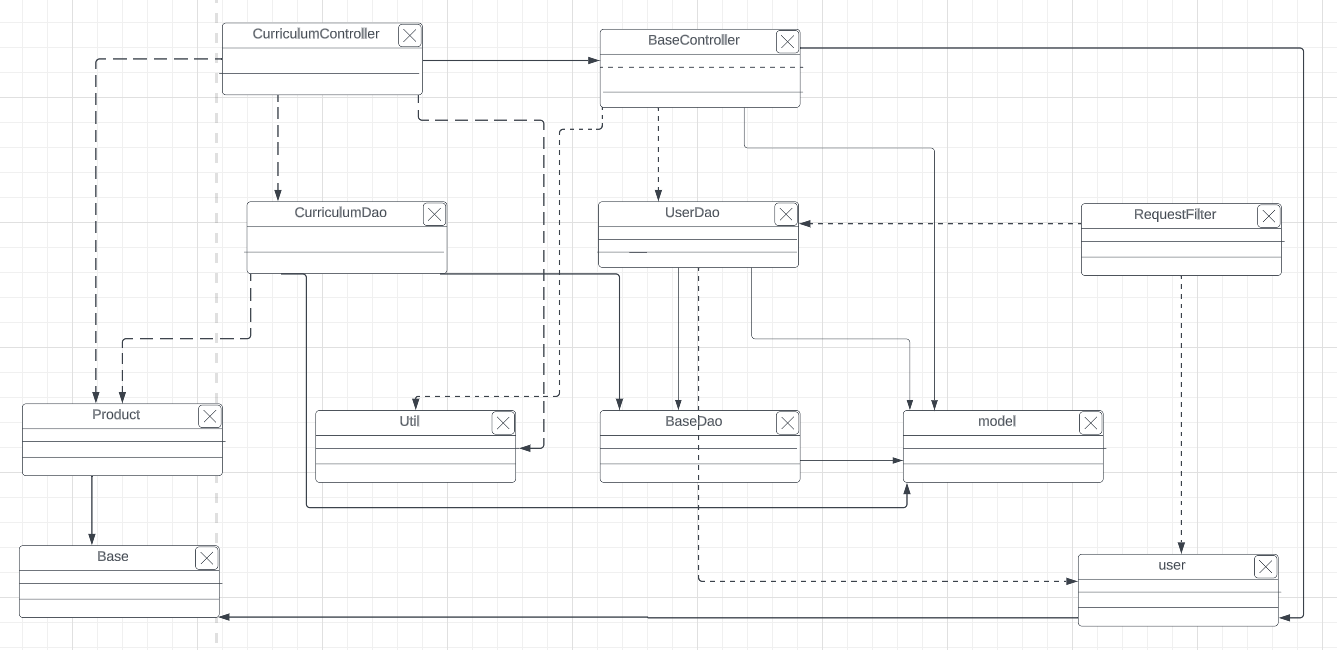 CurriculumController
BaseController
CurriculumDao
UserDao
RequestFilter
Product
Util
BaseDao
model
Base
user